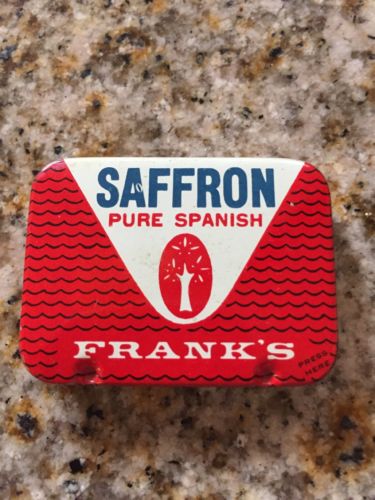 SAFFRON
PURE SPANISH
FRANK'S
PRESS
HERE